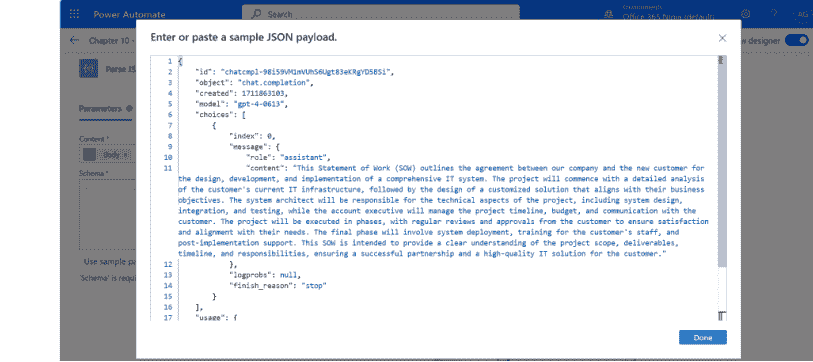 Power Automate
Search
Environments
Office 365 Ninja (default)
AG
Chapter 10 -
w designer
Enter or paste a sample JSON payload.
Parse JS
Parameters
Content *
Body
Schema *
Use sample pa
'Schema' is requi
1 {
2 "id": "chatcmpl-98i59VM1mVUhS6Ugt83eKRgYD5BSi",
3 "object": "chat.completion",
4 "created": 1711863103,
5 "model": "gpt-4-0613",
6 "choices": [
7 {
8 "index": 0,
9 "message": {
10 "role": "assistant",
11 "content": "This Statement of Work (SOW) outlines the agreement between our company and the new customer for
the design, development, and implementation of a comprehensive IT system. The project will commence with a detailed analysis
of the customer's current IT infrastructure, followed by the design of a customized solution that aligns with their business
objectives. The system architect will be responsible for the technical aspects of the project, including system design,
integration, and testing, while the account executive will manage the project timeline, budget, and communication with the
customer. The project will be executed in phases, with regular reviews and approvals from the customer to ensure satisfaction
and alignment with their needs. The final phase will involve system deployment, training for the customer's staff, and
post-implementation support. This SOW is intended to provide a clear understanding of the project scope, deliverables,
timeline, and responsibilities, ensuring a successful partnership and a high-quality IT solution for the customer."
12 },
13 "logprobs": null,
14 "finish_reason": "stop"
15 }
16 ],
17 "usage": {
Done